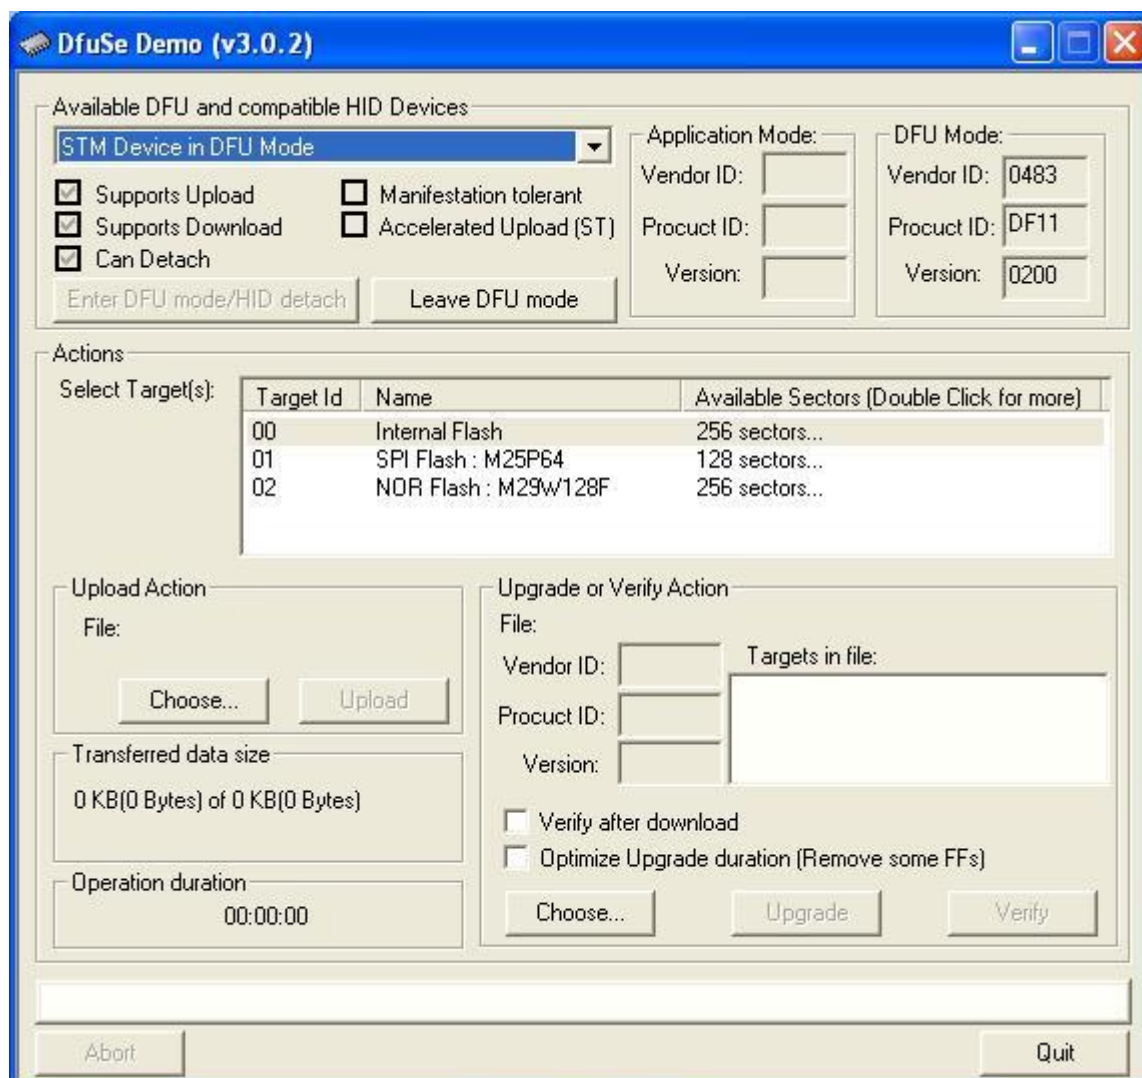 DfuSe Demo (v3.0.2)
Available DFU and compatible HID Devices
STM Device in DFU Mode
Supports Upload
Manifestation tolerant
Supports Download
Accelerated Upload (ST)
Can Detach
Enter DFU mode/HID detach
Leave DFU mode
Application Mode:
Vendor ID:
Procuct ID:
Version:
DFU Mode:
Vendor ID: 0483
Procuct ID: DF11
Version: 0200
Actions
Select Target(s):
Target Id Name Available Sectors (Double Click for more)
00 Internal Flash 256 sectors...
01 SPI Flash : M25P64 128 sectors...
02 NOR Flash : M29W128F 256 sectors...
Upload Action
File:
Choose... Upload
Transferred data size
0 KB(0 Bytes) of 0 KB(0 Bytes)
Operation duration
00:00:00
Upgrade or Verify Action
File:
Vendor ID:
Procuct ID:
Version:
Targets in file:
Verify after download
Optimize Upgrade duration (Remove some FFs)
Choose... Upgrade Verify
Abort Quit